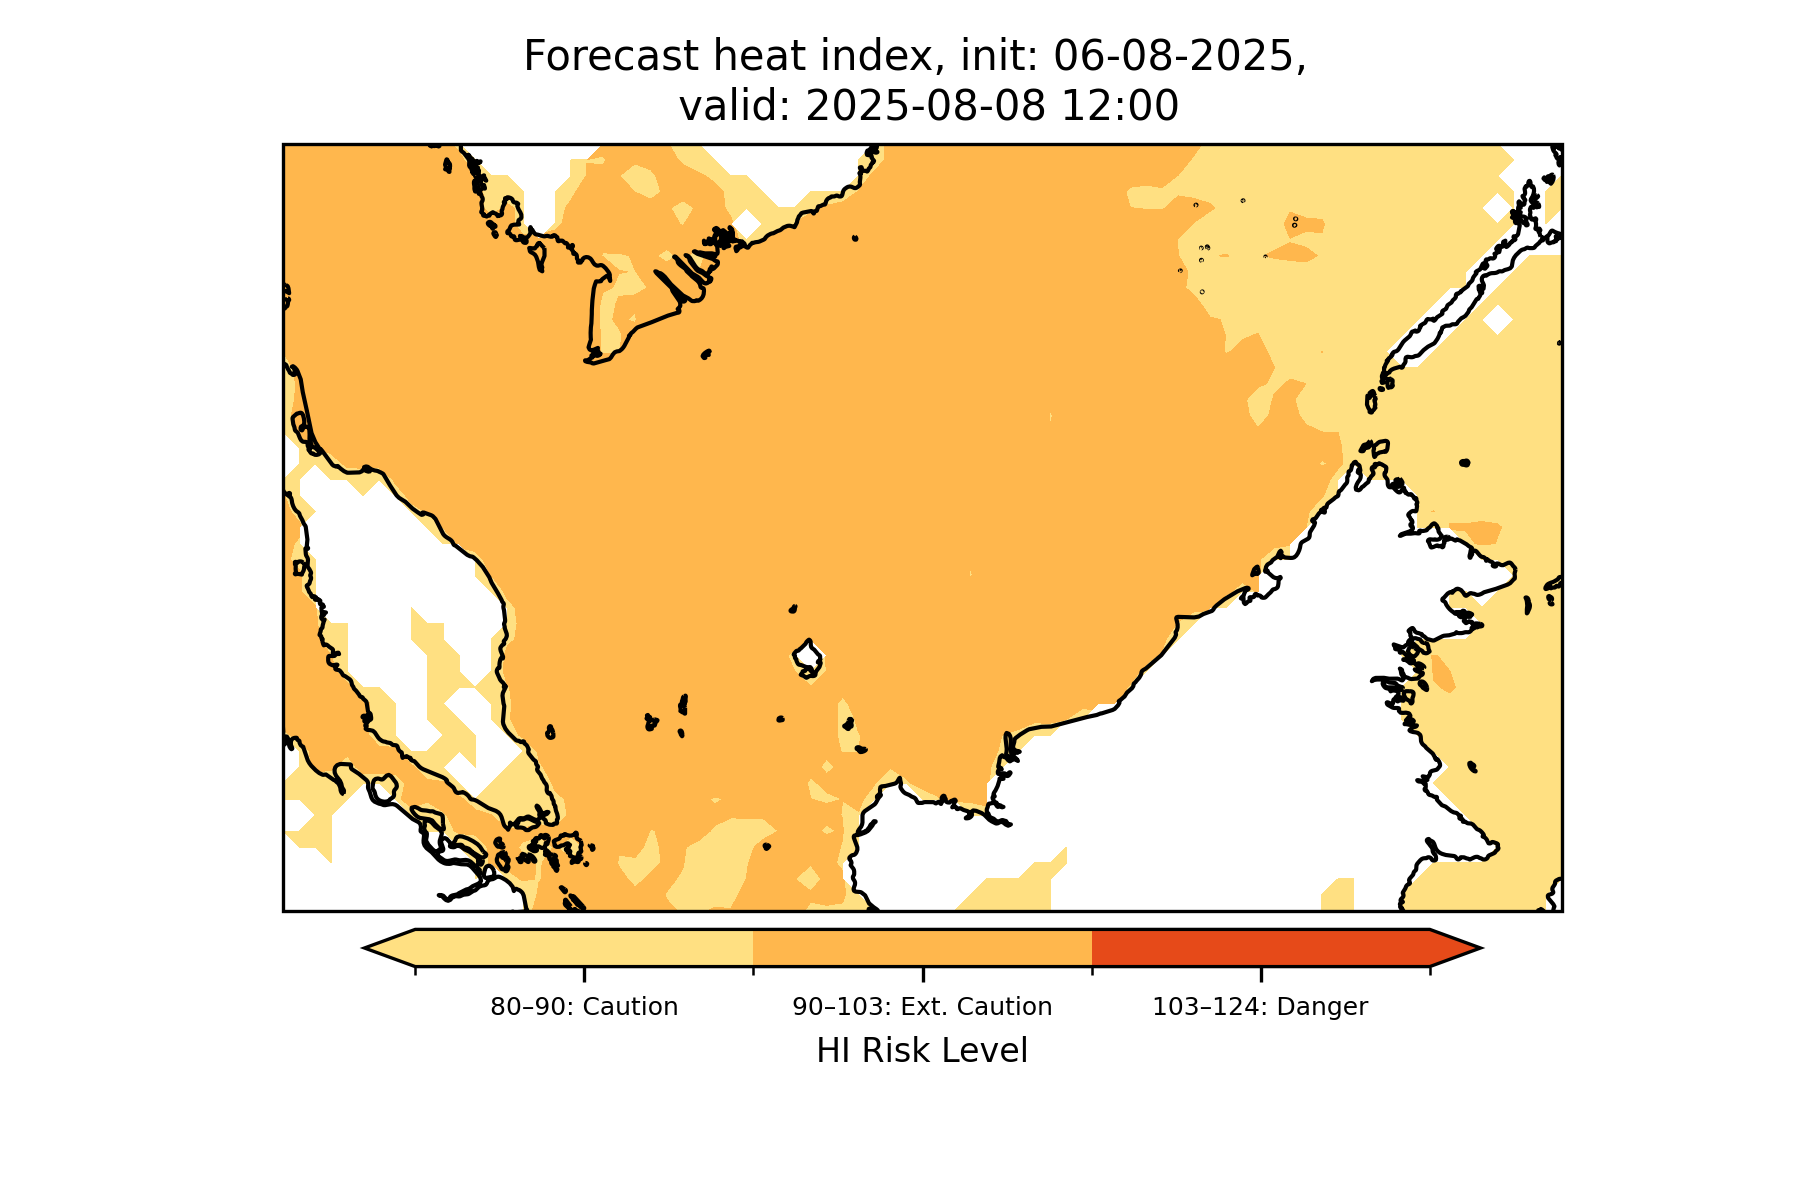 Forecast heat index, init: 06-08-2025,
valid: 2025-08-08 12:00
80–90: Caution
90–103: Ext. Caution
103–124: Danger
HI Risk Level